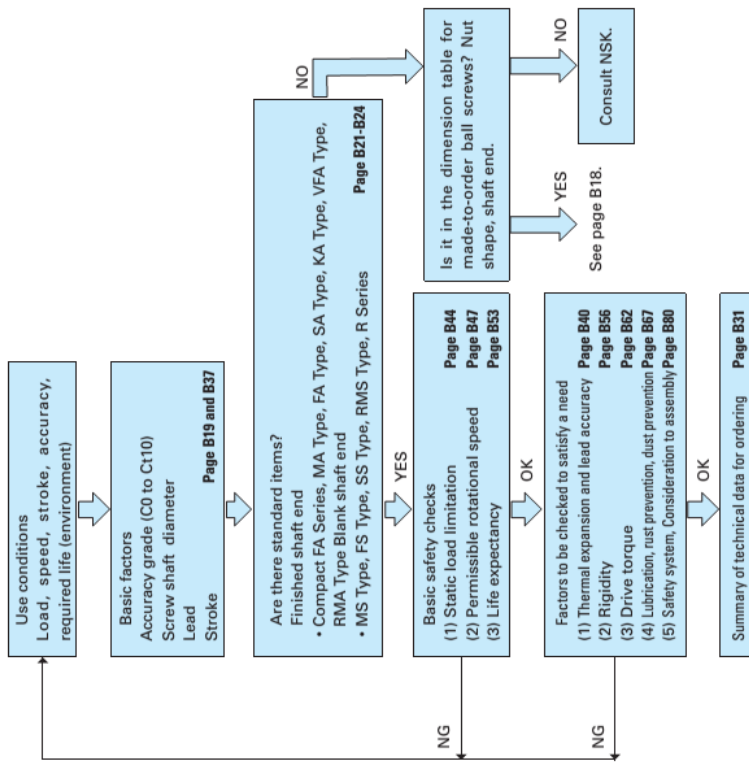 Use conditions
Load, speed, stroke, accuracy,
required life (environment)
Basic factors
Accuracy grade (C0 to Ct10)
Screw shaft diameter
Lead
Stroke
Page B19 and B37
Are there standard items?
Finished shaft end
• Compact FA Series, MA Type, FA Type, SA Type, KA Type, VFA Type,
RMA Type Blank shaft end
• MS Type, FS Type, SS Type, RMS Type, R Series
Page B21-B24
NO
Is it in the dimension table for
made-to-order ball screws? Nut
shape, shaft end.
YES
See page B18.
NO
Consult NSK.
YES
Basic safety checks
(1) Static load limitation Page B44
(2) Permissible rotational speed Page B47
(3) Life expectancy Page B53
NG
OK
Factors to be checked to satisfy a need
(1) Thermal expansion and lead accuracy Page B40
(2) Rigidity Page B56
(3) Drive torque Page B62
(4) Lubrication, rust prevention, dust prevention Page B67
(5) Safety system, Consideration to assembly Page B80
NG
OK
Summary of technical data for ordering Page B31